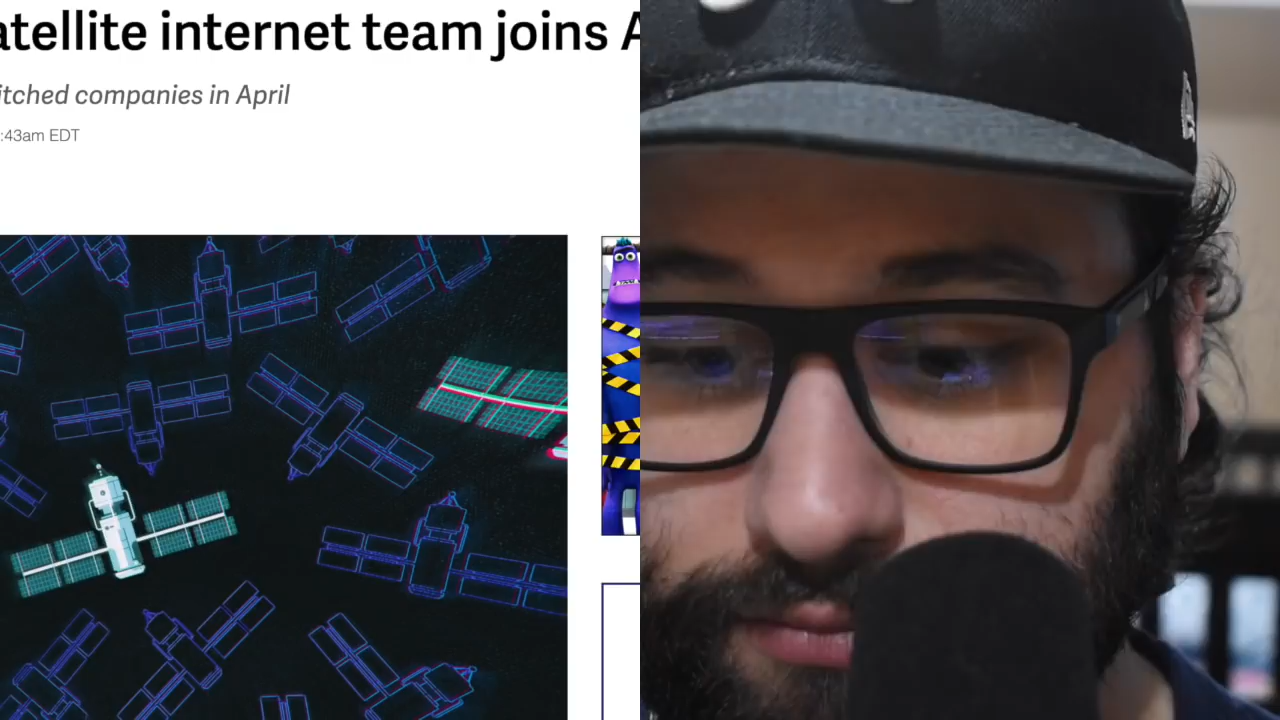 atellite internet team joins A
itched companies in April
:43am EDT